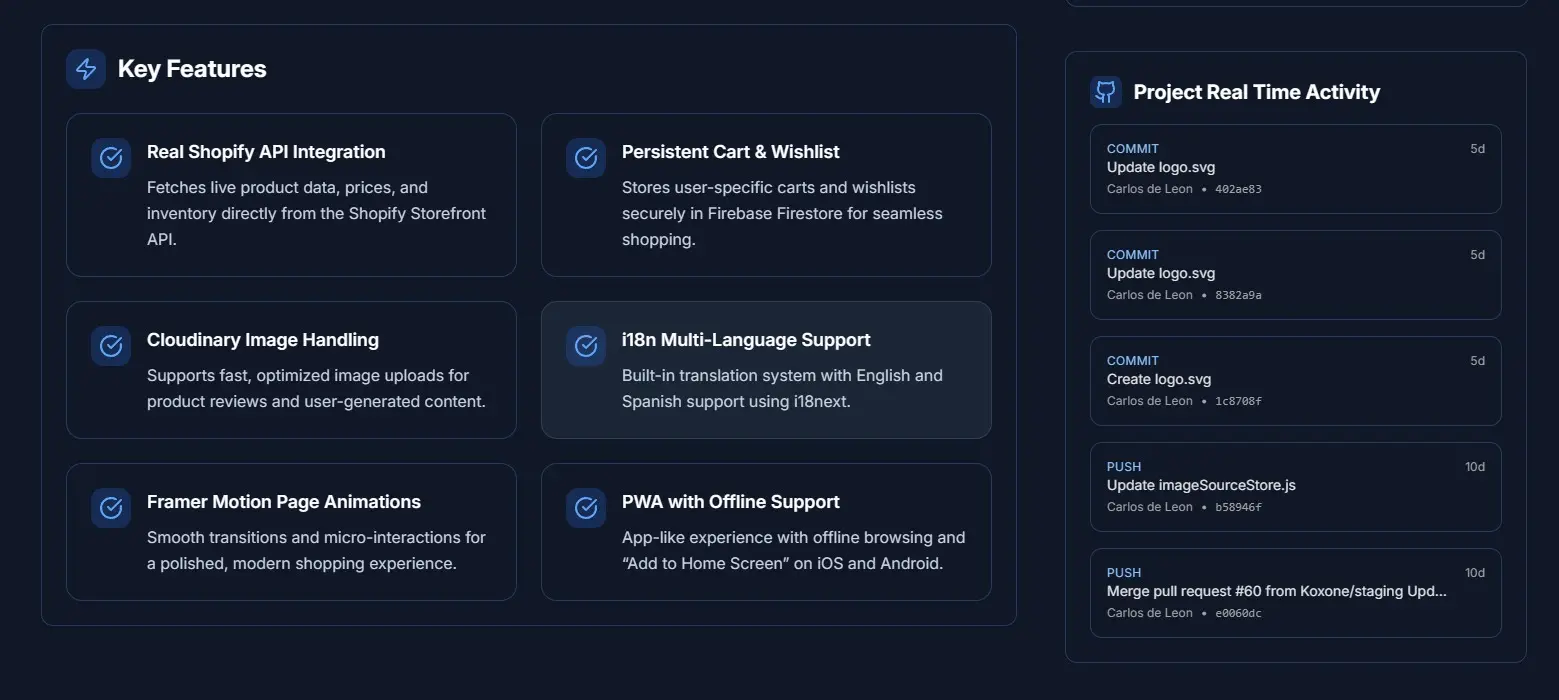 Key Features
Real Shopify API Integration
Fetches live product data, prices, and
inventory directly from the Shopify Storefront
API.
Persistent Cart & Wishlist
Stores user-specific carts and wishlists
securely in Firebase Firestore for seamless
shopping.
Cloudinary Image Handling
Supports fast, optimized image uploads for
product reviews and user-generated content.
i18n Multi-Language Support
Built-in translation system with English and
Spanish support using i18next.
Framer Motion Page Animations
Smooth transitions and micro-interactions for
a polished, modern shopping experience.
PWA with Offline Support
App-like experience with offline browsing and
“Add to Home Screen” on iOS and Android.
Project Real Time Activity
COMMIT 5d
Update logo.svg
Carlos de Leon • 402ae83
COMMIT 5d
Update logo.svg
Carlos de Leon • 8382a9a
COMMIT 5d
Create logo.svg
Carlos de Leon • 1c8708f
PUSH 10d
Update imageSourceStore.js
Carlos de Leon • b58946f
PUSH 10d
Merge pull request #60 from Koxone/staging Upd...
Carlos de Leon • e0060dc